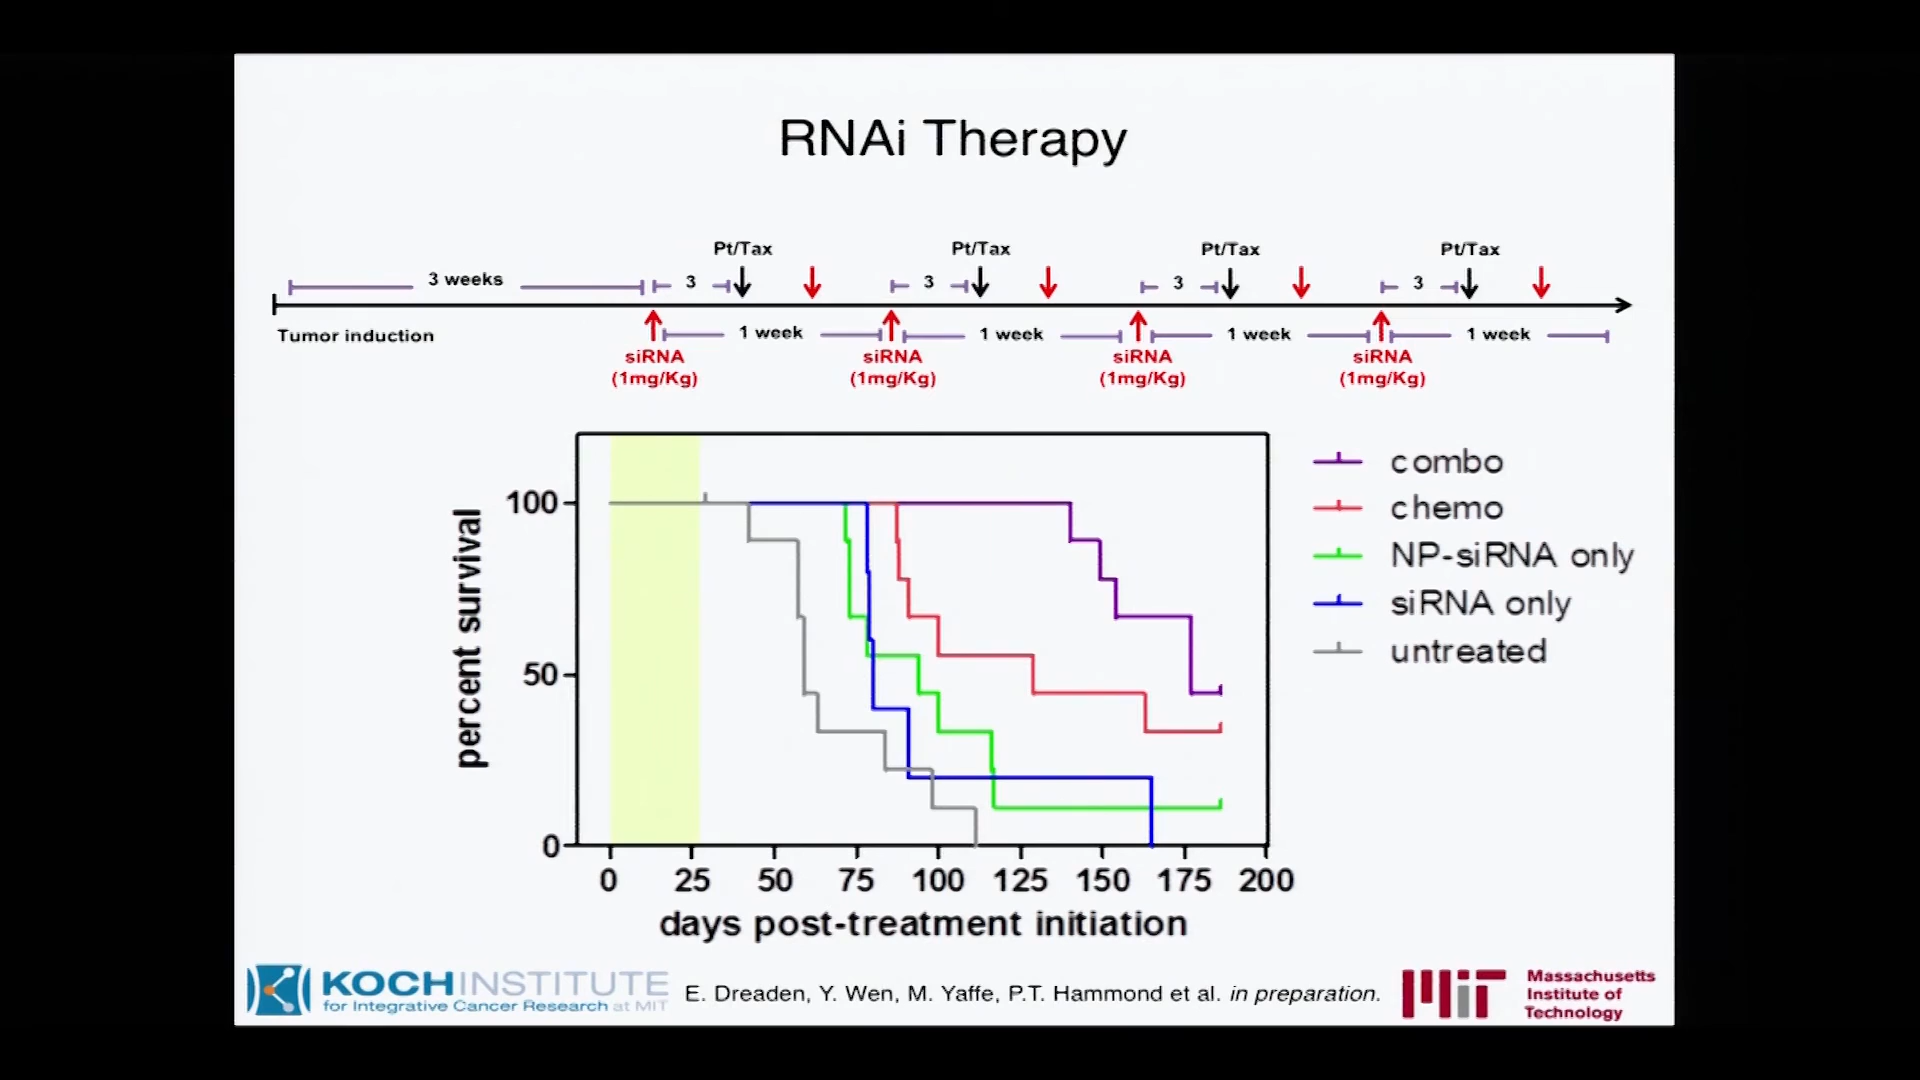 RNAi Therapy
Pt/Tax Pt/Tax Pt/Tax Pt/Tax
3 weeks 3 3 3 3
Tumor induction 1 week 1 week 1 week 1 week
siRNA siRNA siRNA siRNA
(1mg/Kg) (1mg/Kg) (1mg/Kg) (1mg/Kg)
percent survival
100
50
0
0 25 50 75 100 125 150 175 200
days post-treatment initiation
combo
chemo
NP-siRNA only
siRNA only
untreated
KOCH INSTITUTE
for Integrative Cancer Research at MIT
E. Dreaden, Y. Wen, M. Yaffe, P.T. Hammond et al. in preparation.
MIT
Massachusetts
Institute of
Technology